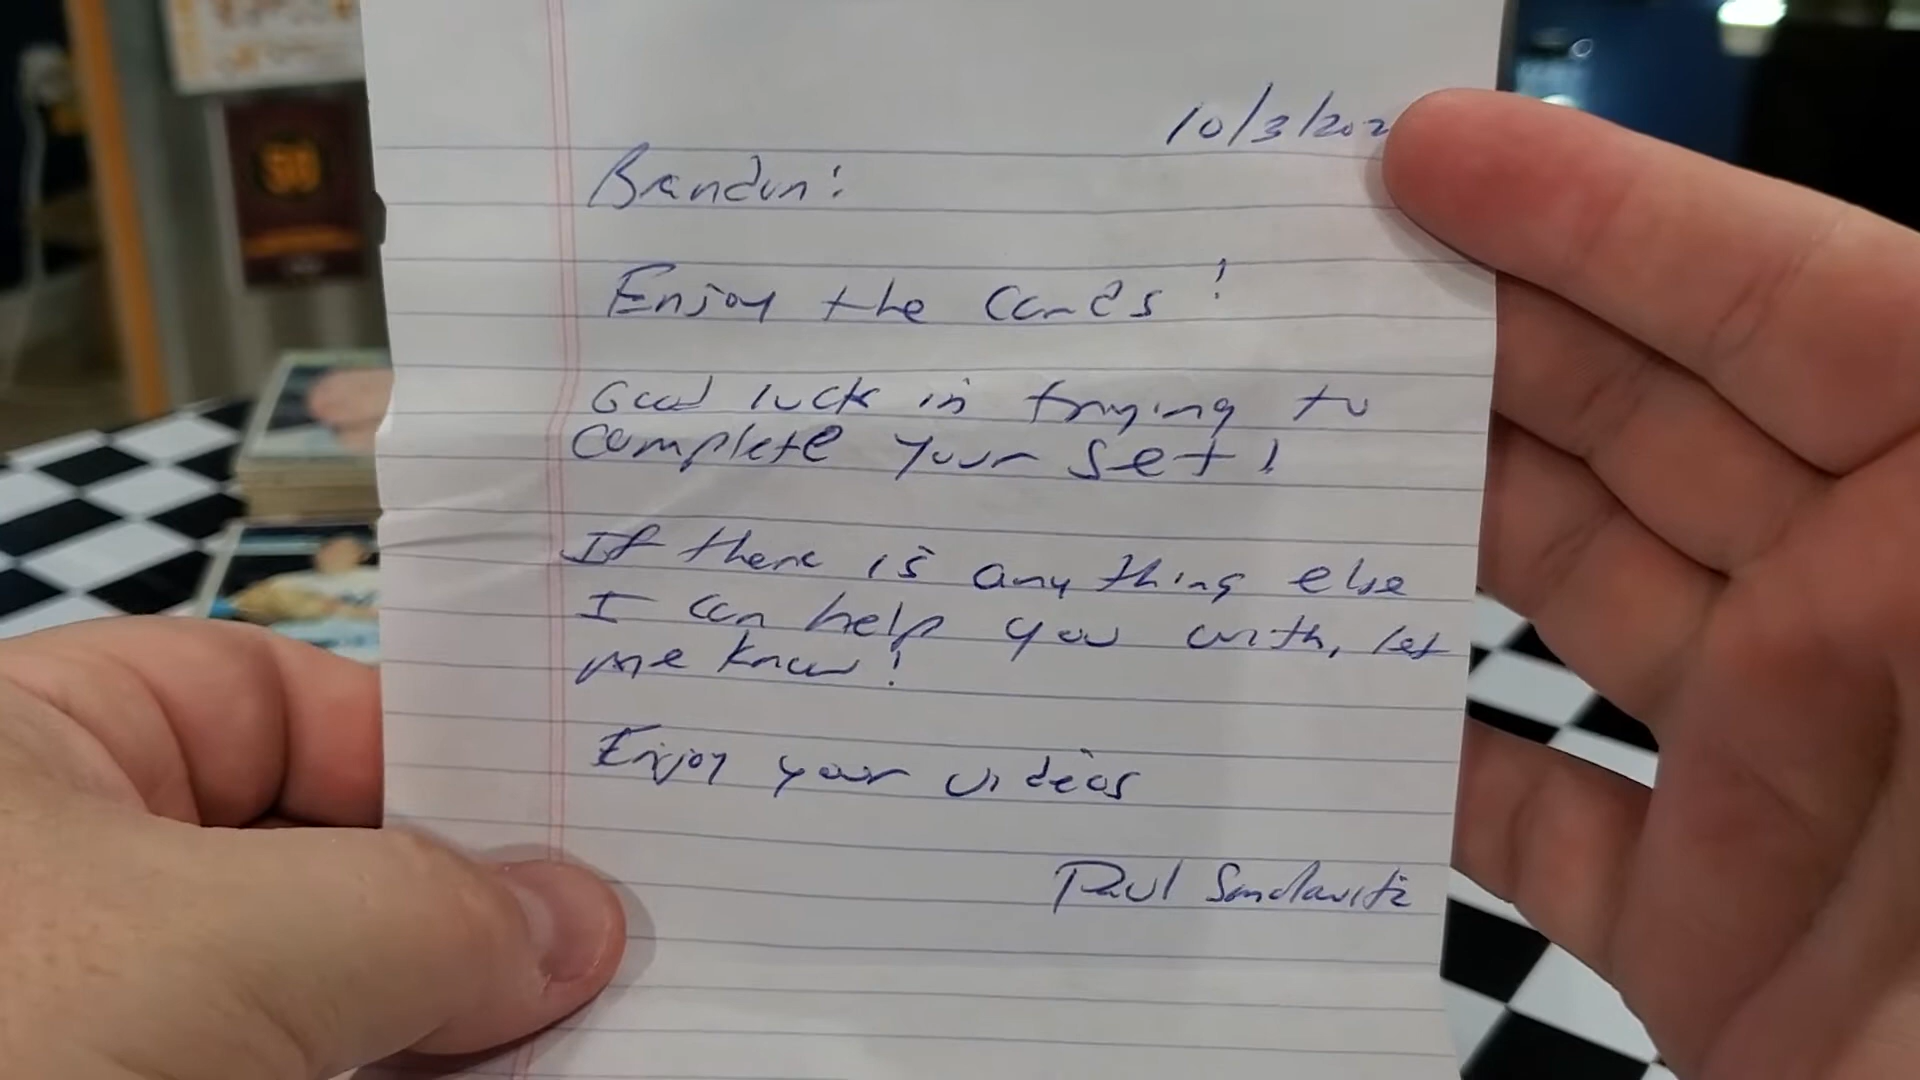 10/3/202
Brandon:
Enjoy the cards!
Good luck in trying to
complete your set!
If there is anything else
I can help you with, let
me know!
Enjoy your videos
Paul